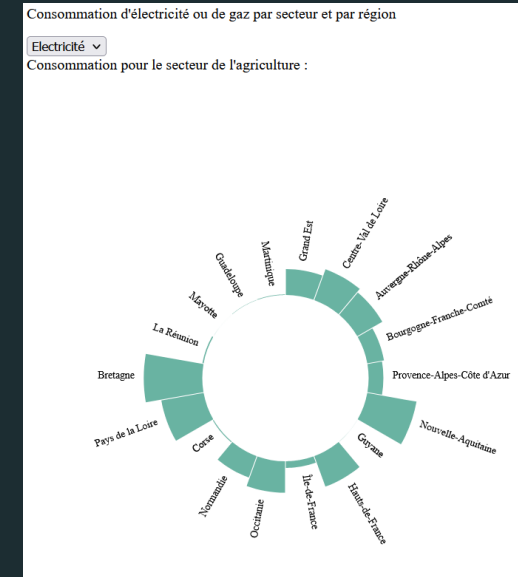 Consommation d'électricité ou de gaz par secteur et par région
Electricité
Consommation pour le secteur de l'agriculture :
Grand Est
Centre-Val de Loire
Auvergne-Rhône-Alpes
Bourgogne-Franche-Comté
Provence-Alpes-Côte d'Azur
Nouvelle-Aquitaine
Guyane
Hauts-de-France
Île-de-France
Occitanie
Normandie
Corse
Pays de la Loire
Bretagne
La Réunion
Mayotte
Guadeloupe
Martinique